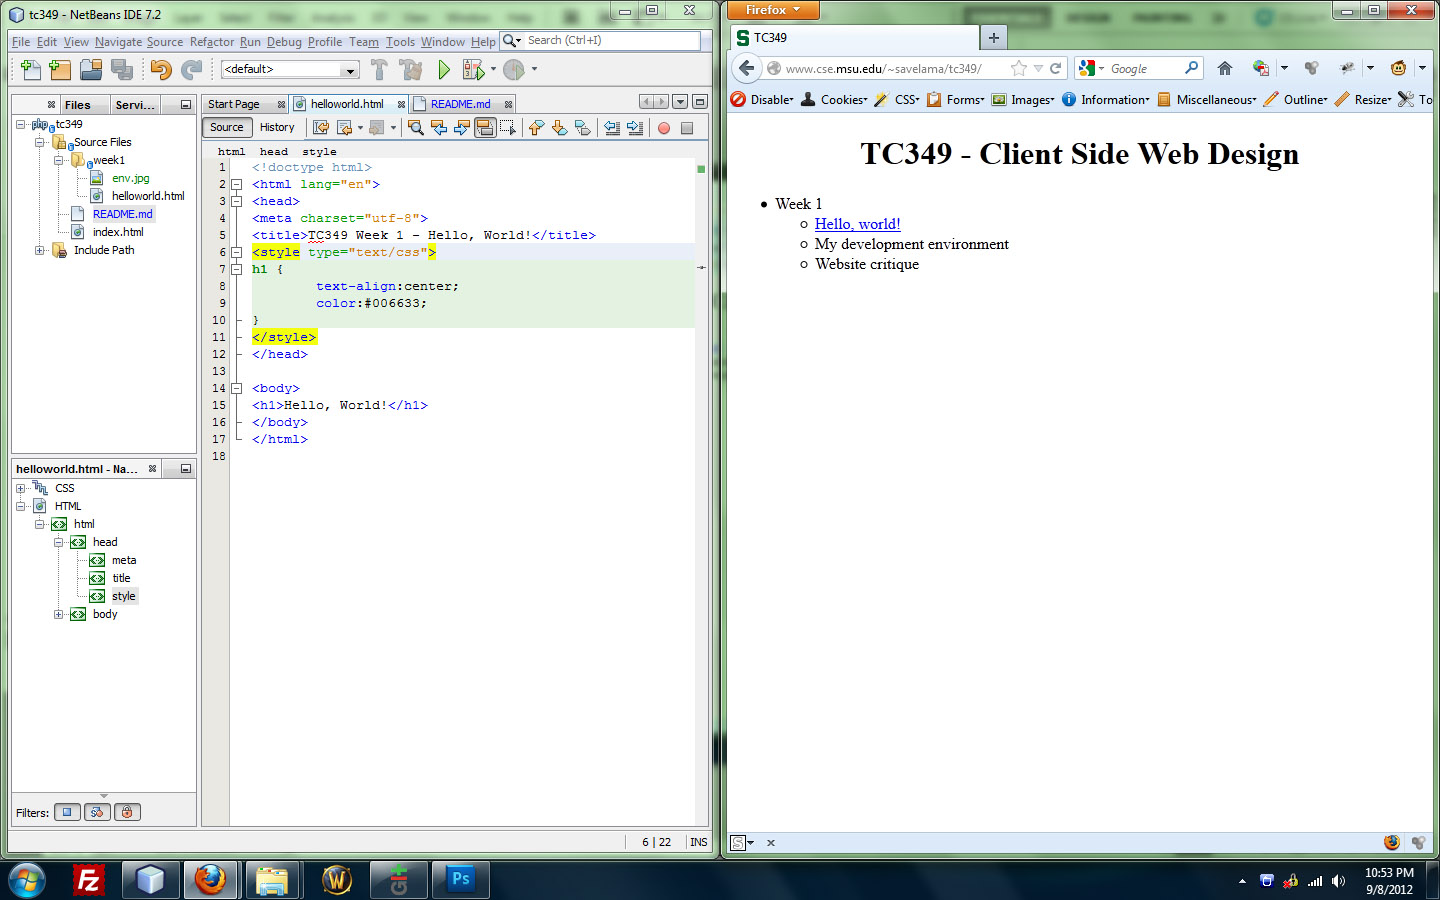 tc349 - NetBeans IDE 7.2
File Edit View Navigate Source Refactor Run Debug Profile Team Tools Window Help
Search (Ctrl+I)
<default>
Files
Servi...
tc349
Source Files
week1
env.jpg
helloworld.html
README.md
index.html
Include Path
helloworld.html - Na...
CSS
HTML
html
head
meta
title
style
body
Filters:
Start Page
helloworld.html
README.md
Source
History
html head style
1 <!doctype html>
2 <html lang="en">
3 <head>
4 <meta charset="utf-8">
5 <title>TC349 Week 1 - Hello, World!</title>
6 <style type="text/css">
7 h1 {
8 text-align:center;
9 color:#006633;
10 }
11 </style>
12 </head>
13
14 <body>
15 <h1>Hello, World!</h1>
16 </body>
17 </html>
18
6 | 22
INS
Firefox
TC349
www.cse.msu.edu/~savelama/tc349/
Google
Disable
Cookies
CSS
Forms
Images
Information
Miscellaneous
Outline
Resize
To
TC349 - Client Side Web Design
Week 1
Hello, world!
My development environment
Website critique
S
Fz
W
Git
Ps
10:53 PM
9/8/2012